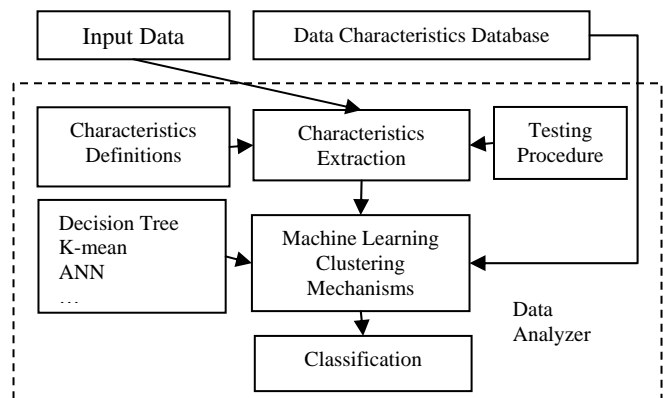 Input Data
Data Characteristics Database
Characteristics
Definitions
Characteristics
Extraction
Testing
Procedure
Decision Tree
K-mean
ANN
…
Machine Learning
Clustering
Mechanisms
Data
Analyzer
Classification